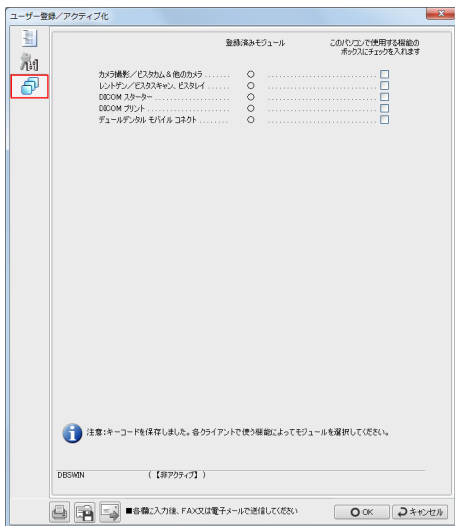 ユーザー登録／アクティブ化
登録済みモジュール
このパソコンで使用する機能の
ボックスにチェックを入れます
カメラ撮影／ビスタカム＆他のカメラ ....... ○ ............................
レントゲン／ビスタスキャン、ビスタレイ ...... ○ ............................
DICOM スターター .................... ○ ............................
DICOM プリント ..................... ○ ............................
デュールデンタル モバイル コネクト ........ ○ ............................
注意:キーコードを保存しました。各クライアントで使う機能によってモジュールを選択してください。
DBSWIN （【非アクティブ】）
■各欄に入力後、FAX又は電子メールで送信してください
OK
キャンセル